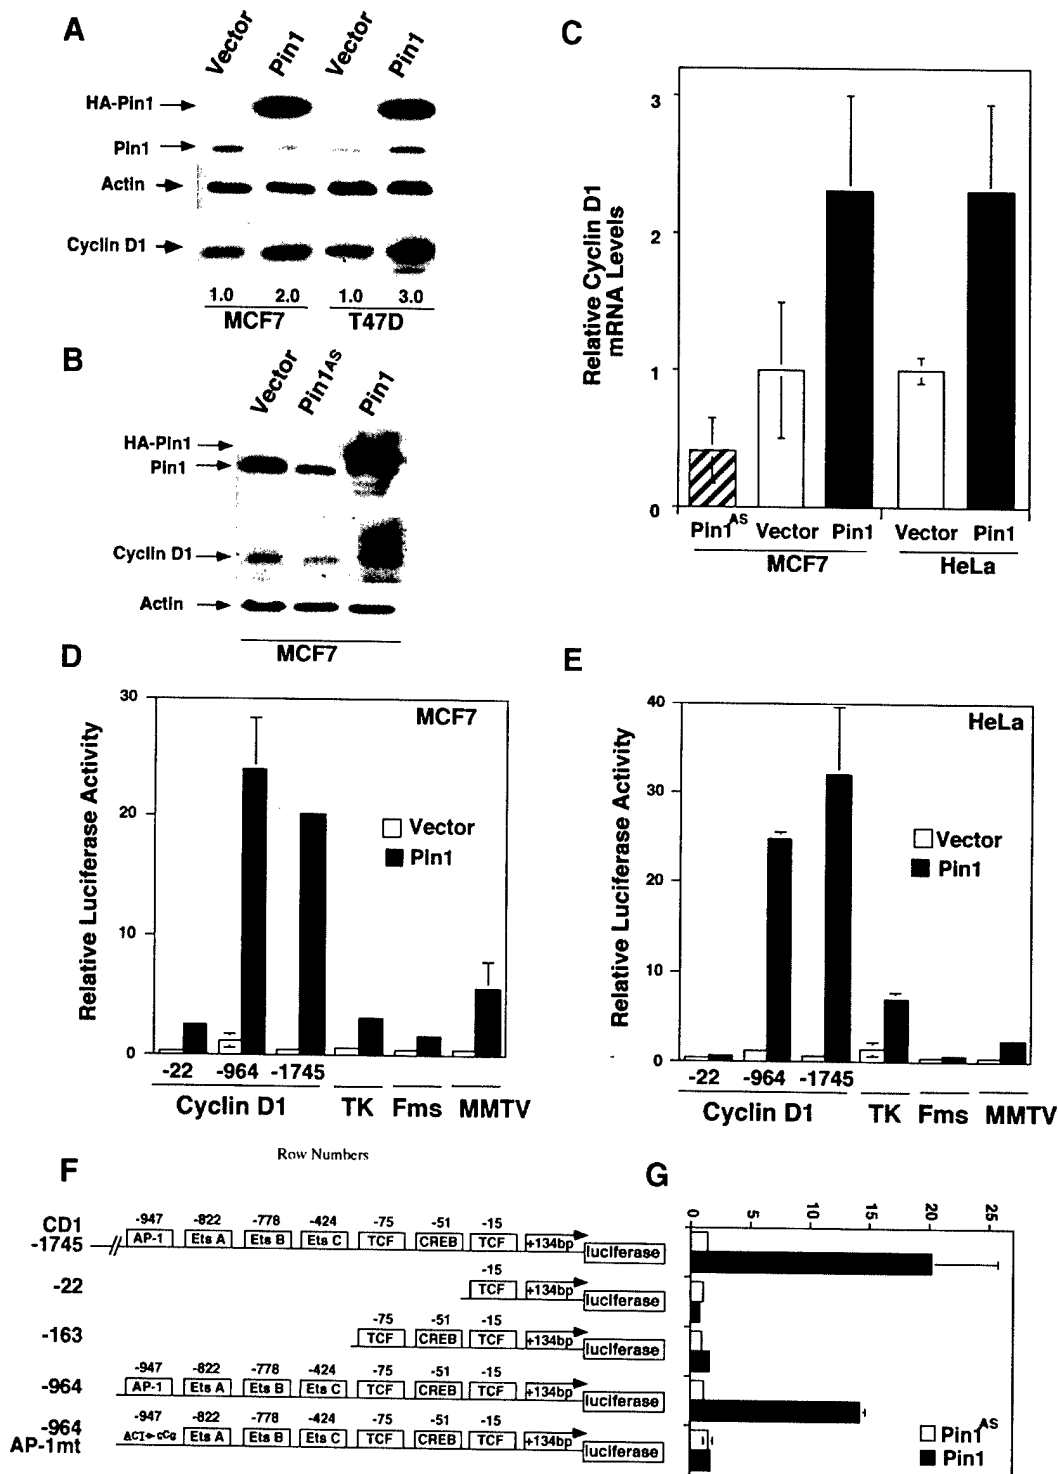 A
Vector Pin1 Vector Pin1
HA-Pin1
Pin1
Actin
Cyclin D1
1.0 2.0 1.0 3.0
MCF7 T47D
B
Vector Pin1AS Pin1
HA-Pin1
Pin1
Cyclin D1
Actin
MCF7
C
Relative Cyclin D1
mRNA Levels
3
2
1
0
Pin1AS Vector Pin1 Vector Pin1
MCF7 HeLa
D
Relative Luciferase Activity
30
20
10
0
MCF7
Vector
Pin1
-22 -964 -1745
Cyclin D1 TK Fms MMTV
E
Relative Luciferase Activity
40
30
20
10
0
HeLa
Vector
Pin1
-22 -964 -1745
Cyclin D1 TK Fms MMTV
Row Numbers
F
CD1
-1745
-947 -822 -778 -424 -75 -51 -15
AP-1 Ets A Ets B Ets C TCF CREB TCF +134bp
luciferase
-22
-15
TCF +134bp
luciferase
-163
-75 -51 -15
TCF CREB TCF +134bp
luciferase
-964
-947 -822 -778 -424 -75 -51 -15
AP-1 Ets A Ets B Ets C TCF CREB TCF +134bp
luciferase
-964
AP-1mt
-947 -822 -778 -424 -75 -51 -15
Ets A Ets B Ets C TCF CREB TCF +134bp
luciferase
G
0 5 10 15 20 25
Pin1AS
Pin1